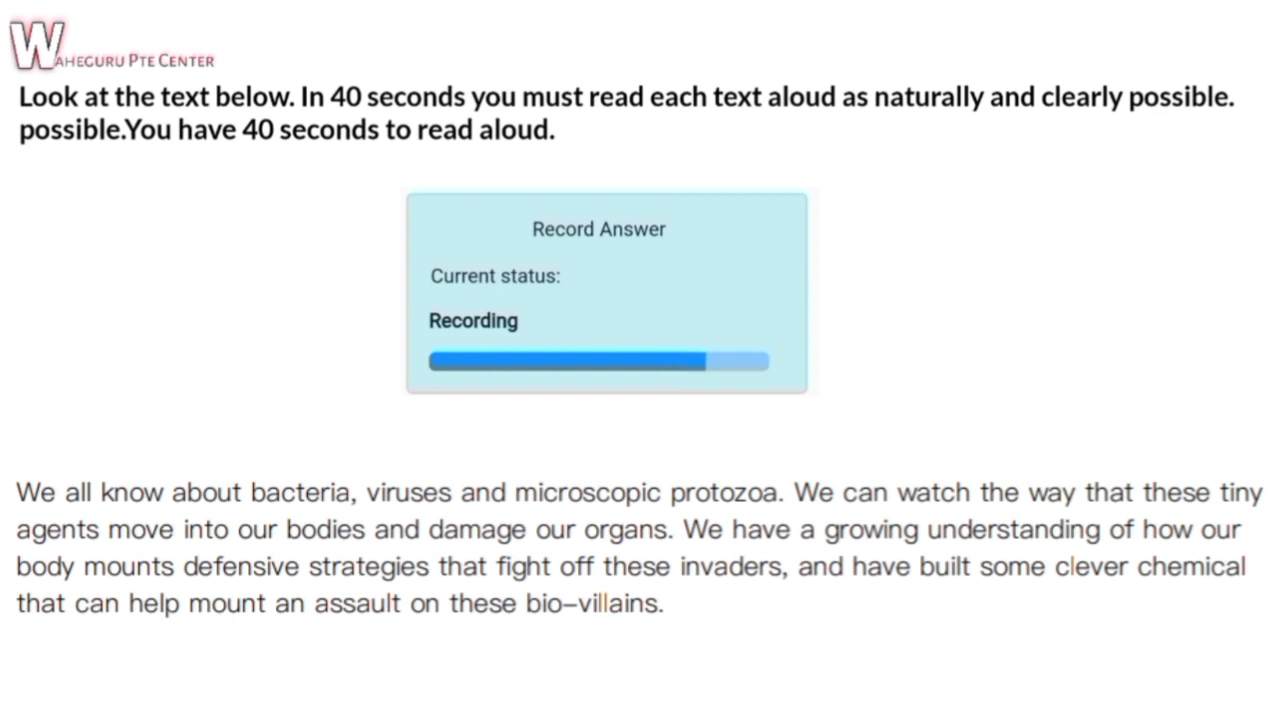 WAHEGURU PTE CENTER
Look at the text below. In 40 seconds you must read each text aloud as naturally and clearly possible.
possible.You have 40 seconds to read aloud.
Record Answer
Current status:
Recording
We all know about bacteria, viruses and microscopic protozoa. We can watch the way that these tiny
agents move into our bodies and damage our organs. We have a growing understanding of how our
body mounts defensive strategies that fight off these invaders, and have built some clever chemical
that can help mount an assault on these bio–villains.